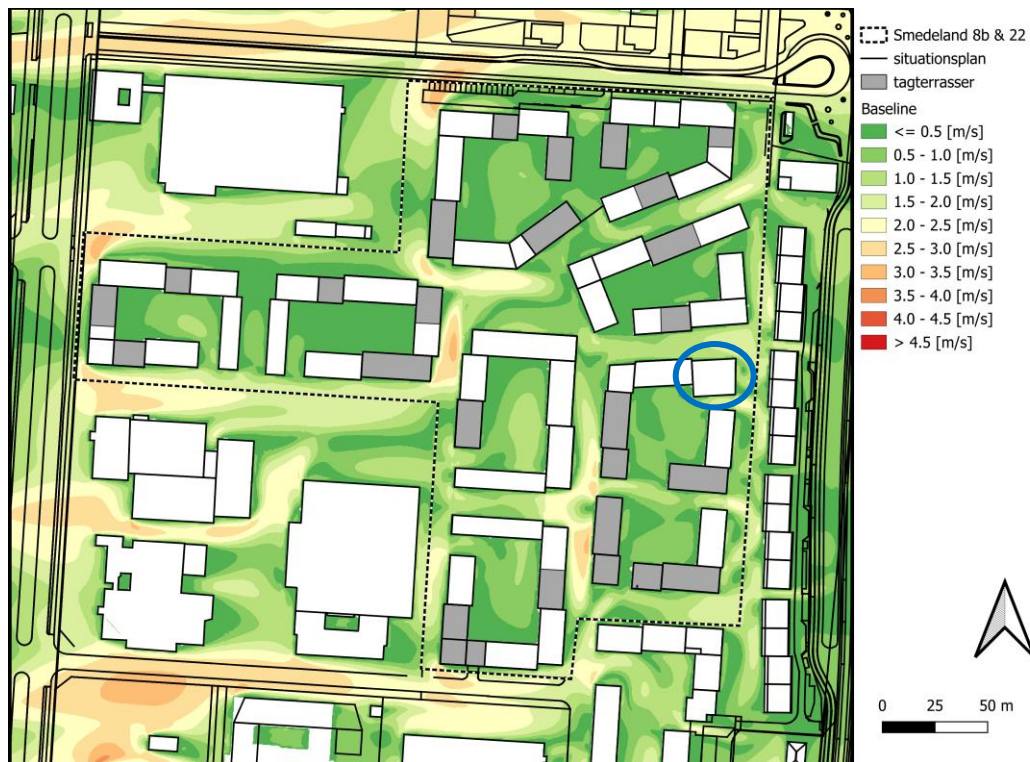 Smedeland 8b & 22
situationsplan
tagterrasser
Baseline
<= 0.5 [m/s]
0.5 - 1.0 [m/s]
1.0 - 1.5 [m/s]
1.5 - 2.0 [m/s]
2.0 - 2.5 [m/s]
2.5 - 3.0 [m/s]
3.0 - 3.5 [m/s]
3.5 - 4.0 [m/s]
4.0 - 4.5 [m/s]
> 4.5 [m/s]
0 25 50 m